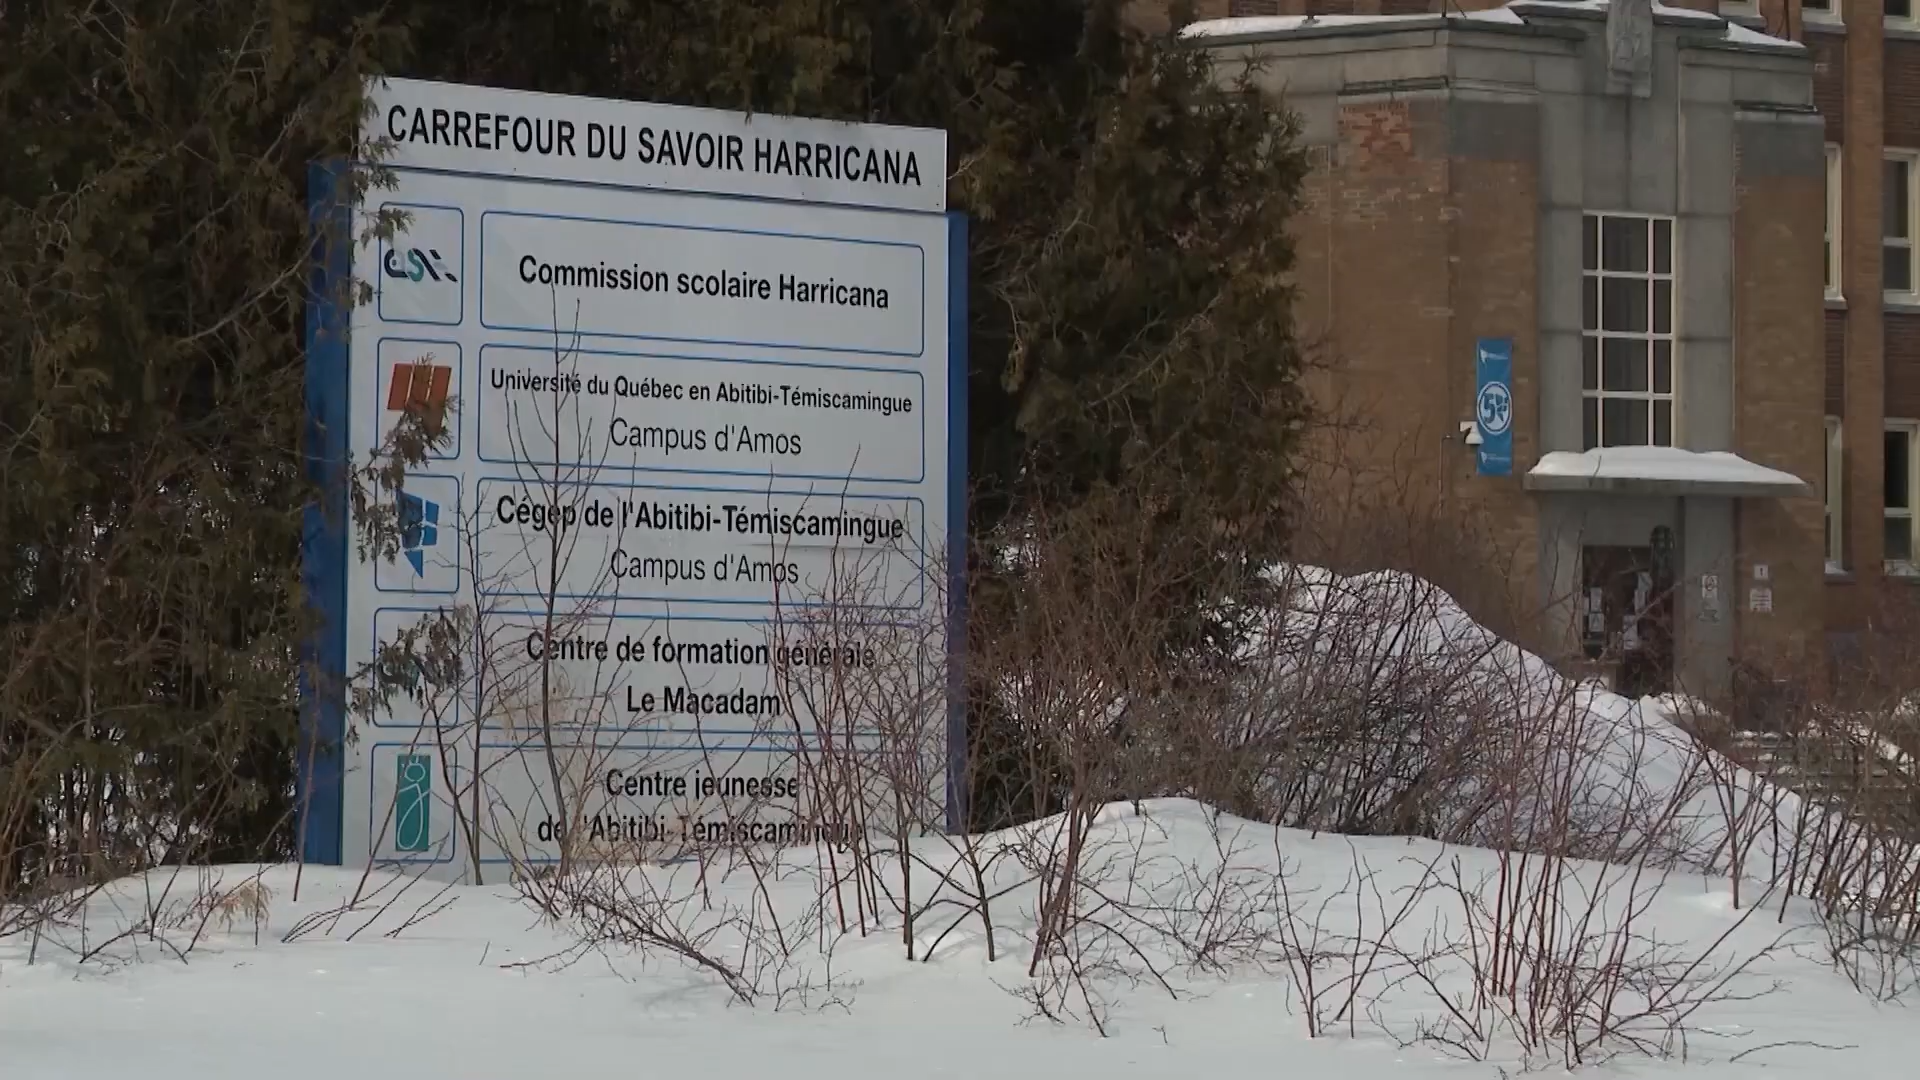 CARREFOUR DU SAVOIR HARRICANA
Commission scolaire Harricana
Université du Québec en Abitibi-Témiscamingue
Campus d'Amos
Cégep de l'Abitibi-Témiscamingue
Campus d'Amos
Centre de formation générale
Le Macadam
Centre jeunesse
de l'Abitibi-Témiscamingue